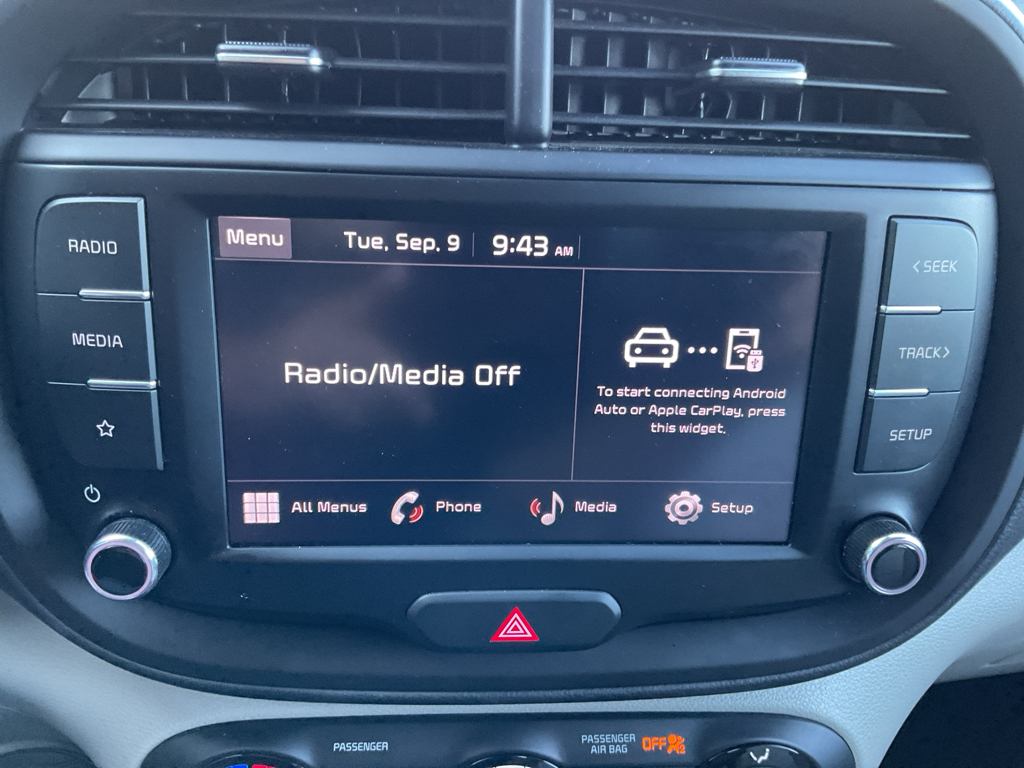 RADIO
MEDIA
Menu
Tue, Sep. 9
9:43 AM
Radio/Media Off
To start connecting Android
Auto or Apple CarPlay, press
this widget.
All Menus
Phone
Media
Setup
< SEEK
TRACK >
SETUP
PASSENGER
PASSENGER
AIR BAG
OFF
2